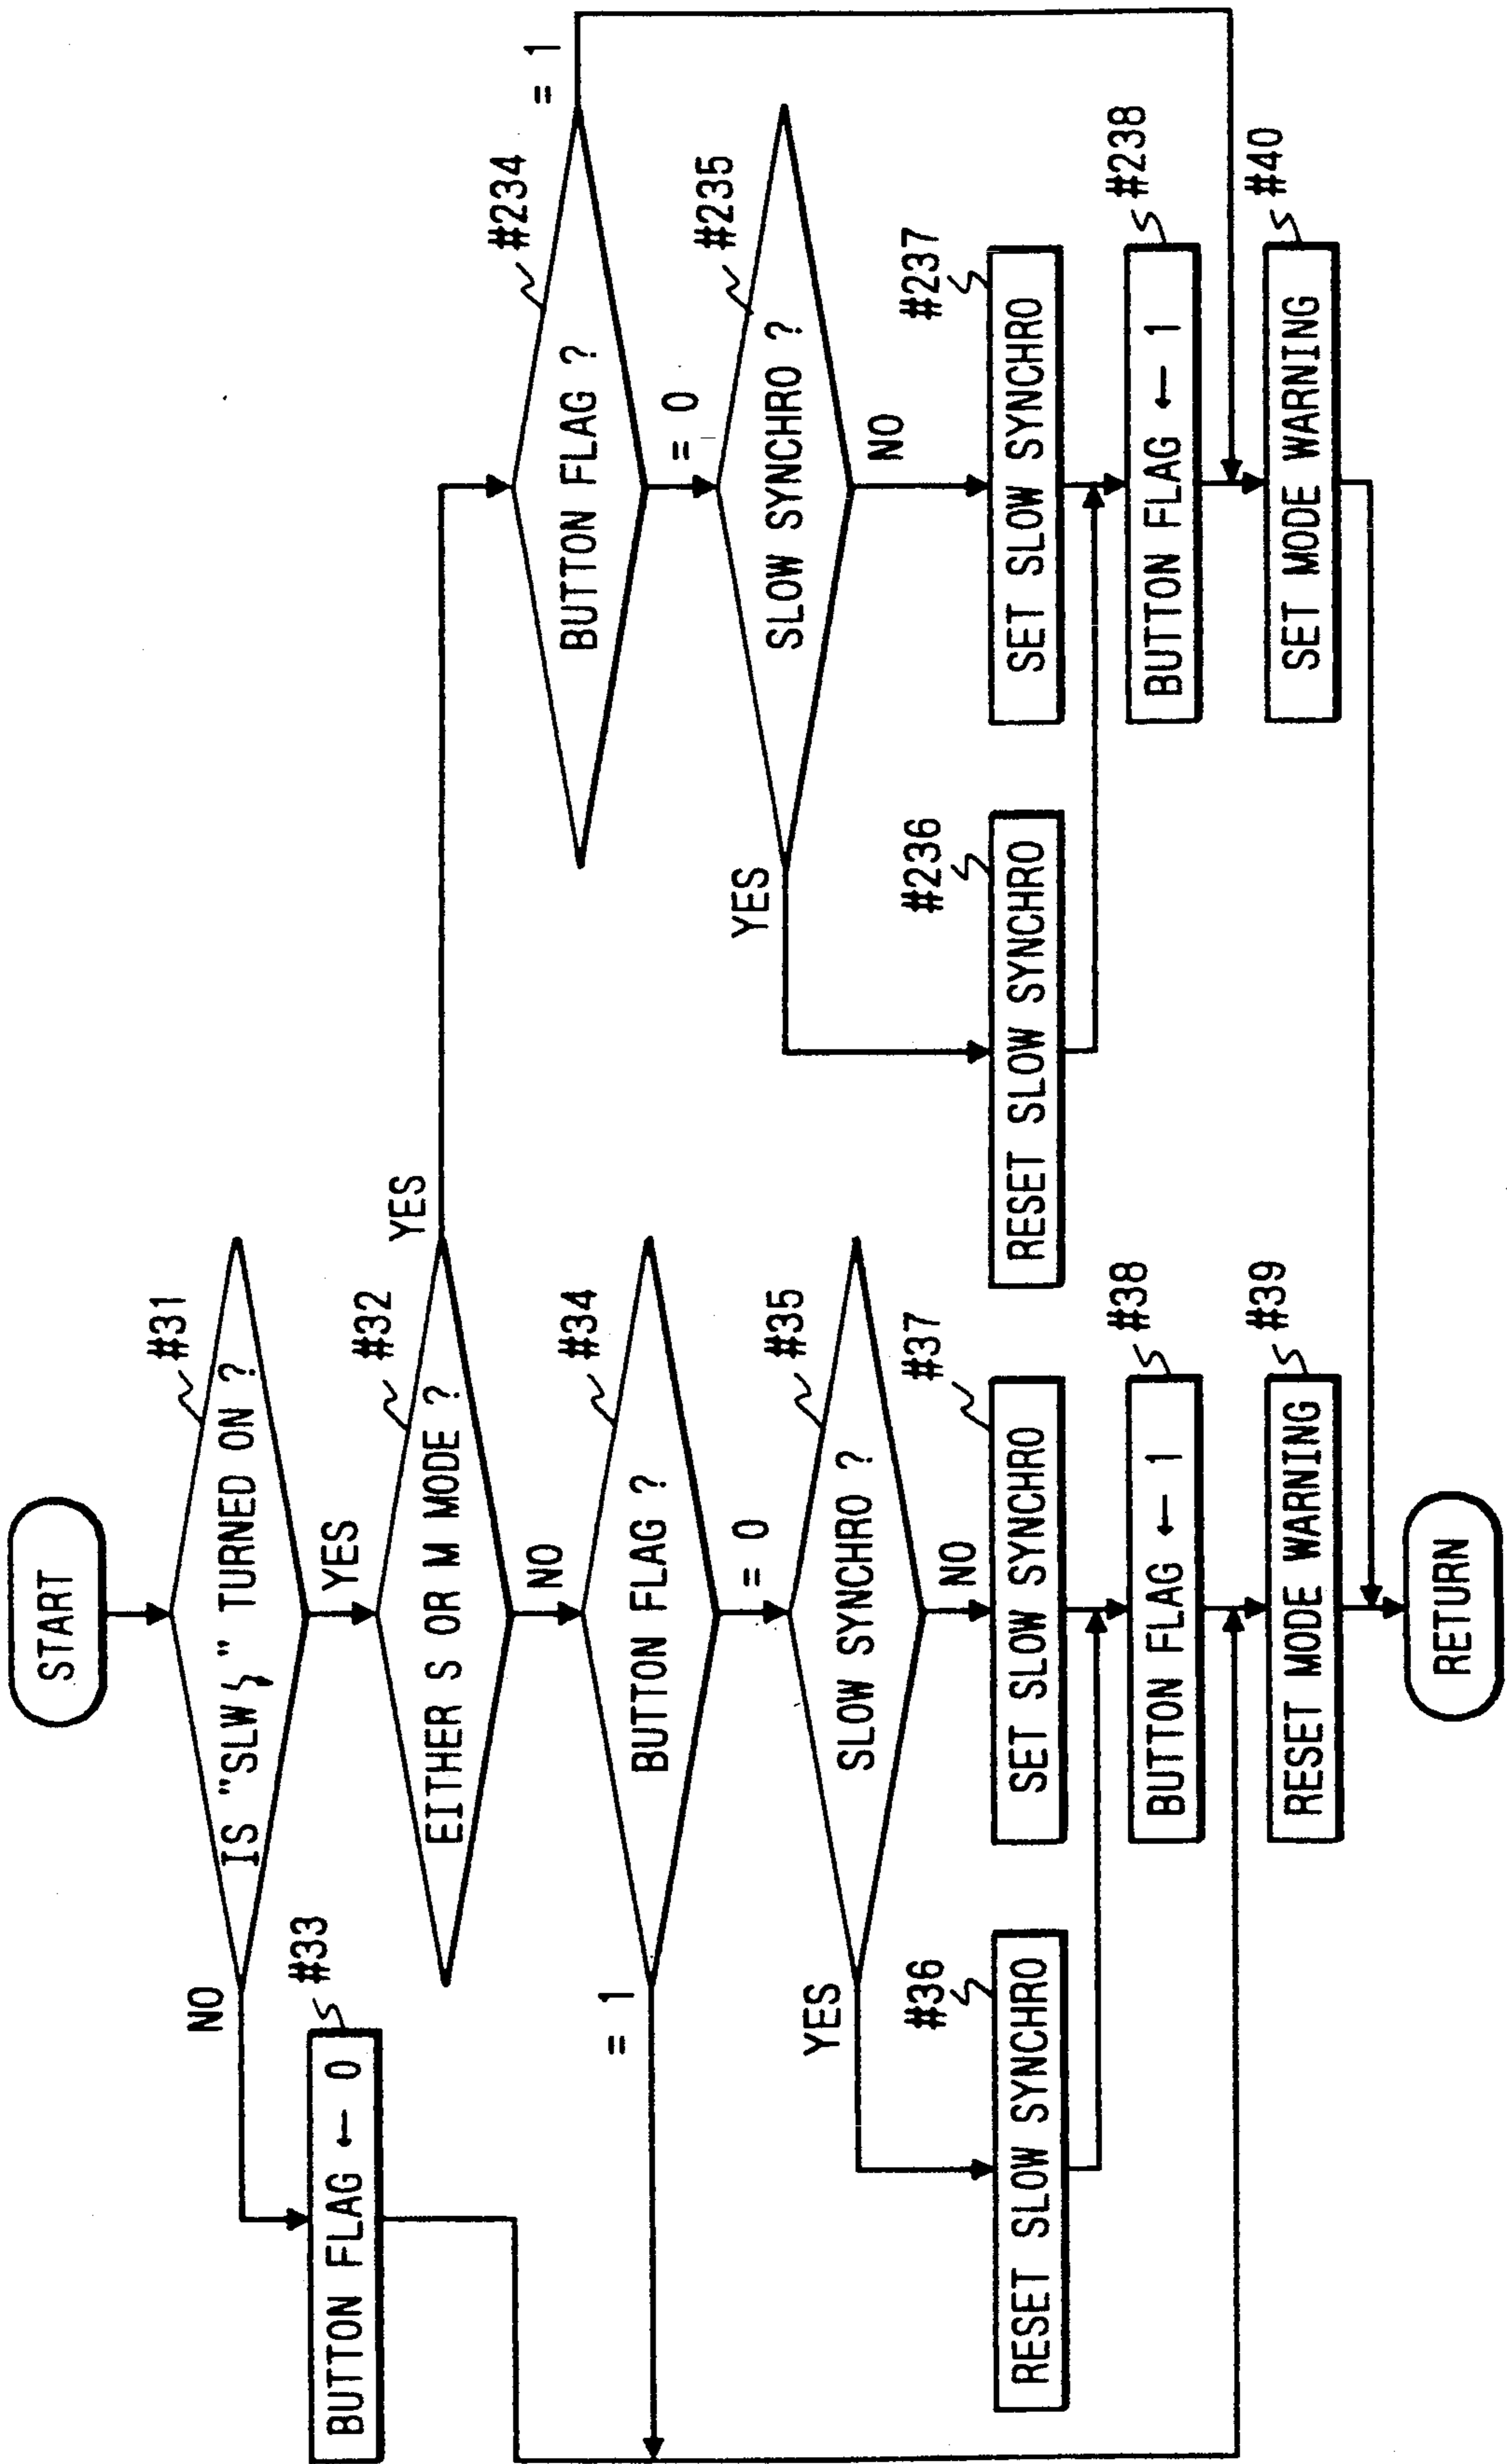 START
#31
IS "SLW " TURNED ON ?
NO
YES
#33
BUTTON FLAG ← 0
#32
EITHER S OR M MODE ?
YES
NO
#34
BUTTON FLAG ?
= 1
= 0
#35
SLOW SYNCHRO ?
YES
NO
#36
RESET SLOW SYNCHRO
#37
SET SLOW SYNCHRO
#38
BUTTON FLAG ← 1
#39
RESET MODE WARNING
RETURN
#234
BUTTON FLAG ?
= 1
= 0
#235
SLOW SYNCHRO ?
YES
NO
#236
RESET SLOW SYNCHRO
#237
SET SLOW SYNCHRO
#238
BUTTON FLAG ← 1
#40
SET MODE WARNING